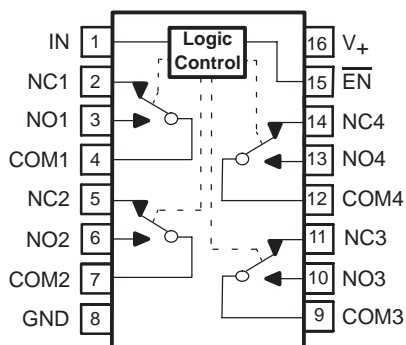 IN 1 Logic Control 16 V+
NC1 2 15 EN
NO1 3 14 NC4
COM1 4 13 NO4
NC2 5 12 COM4
NO2 6 11 NC3
COM2 7 10 NO3
GND 8 9 COM3